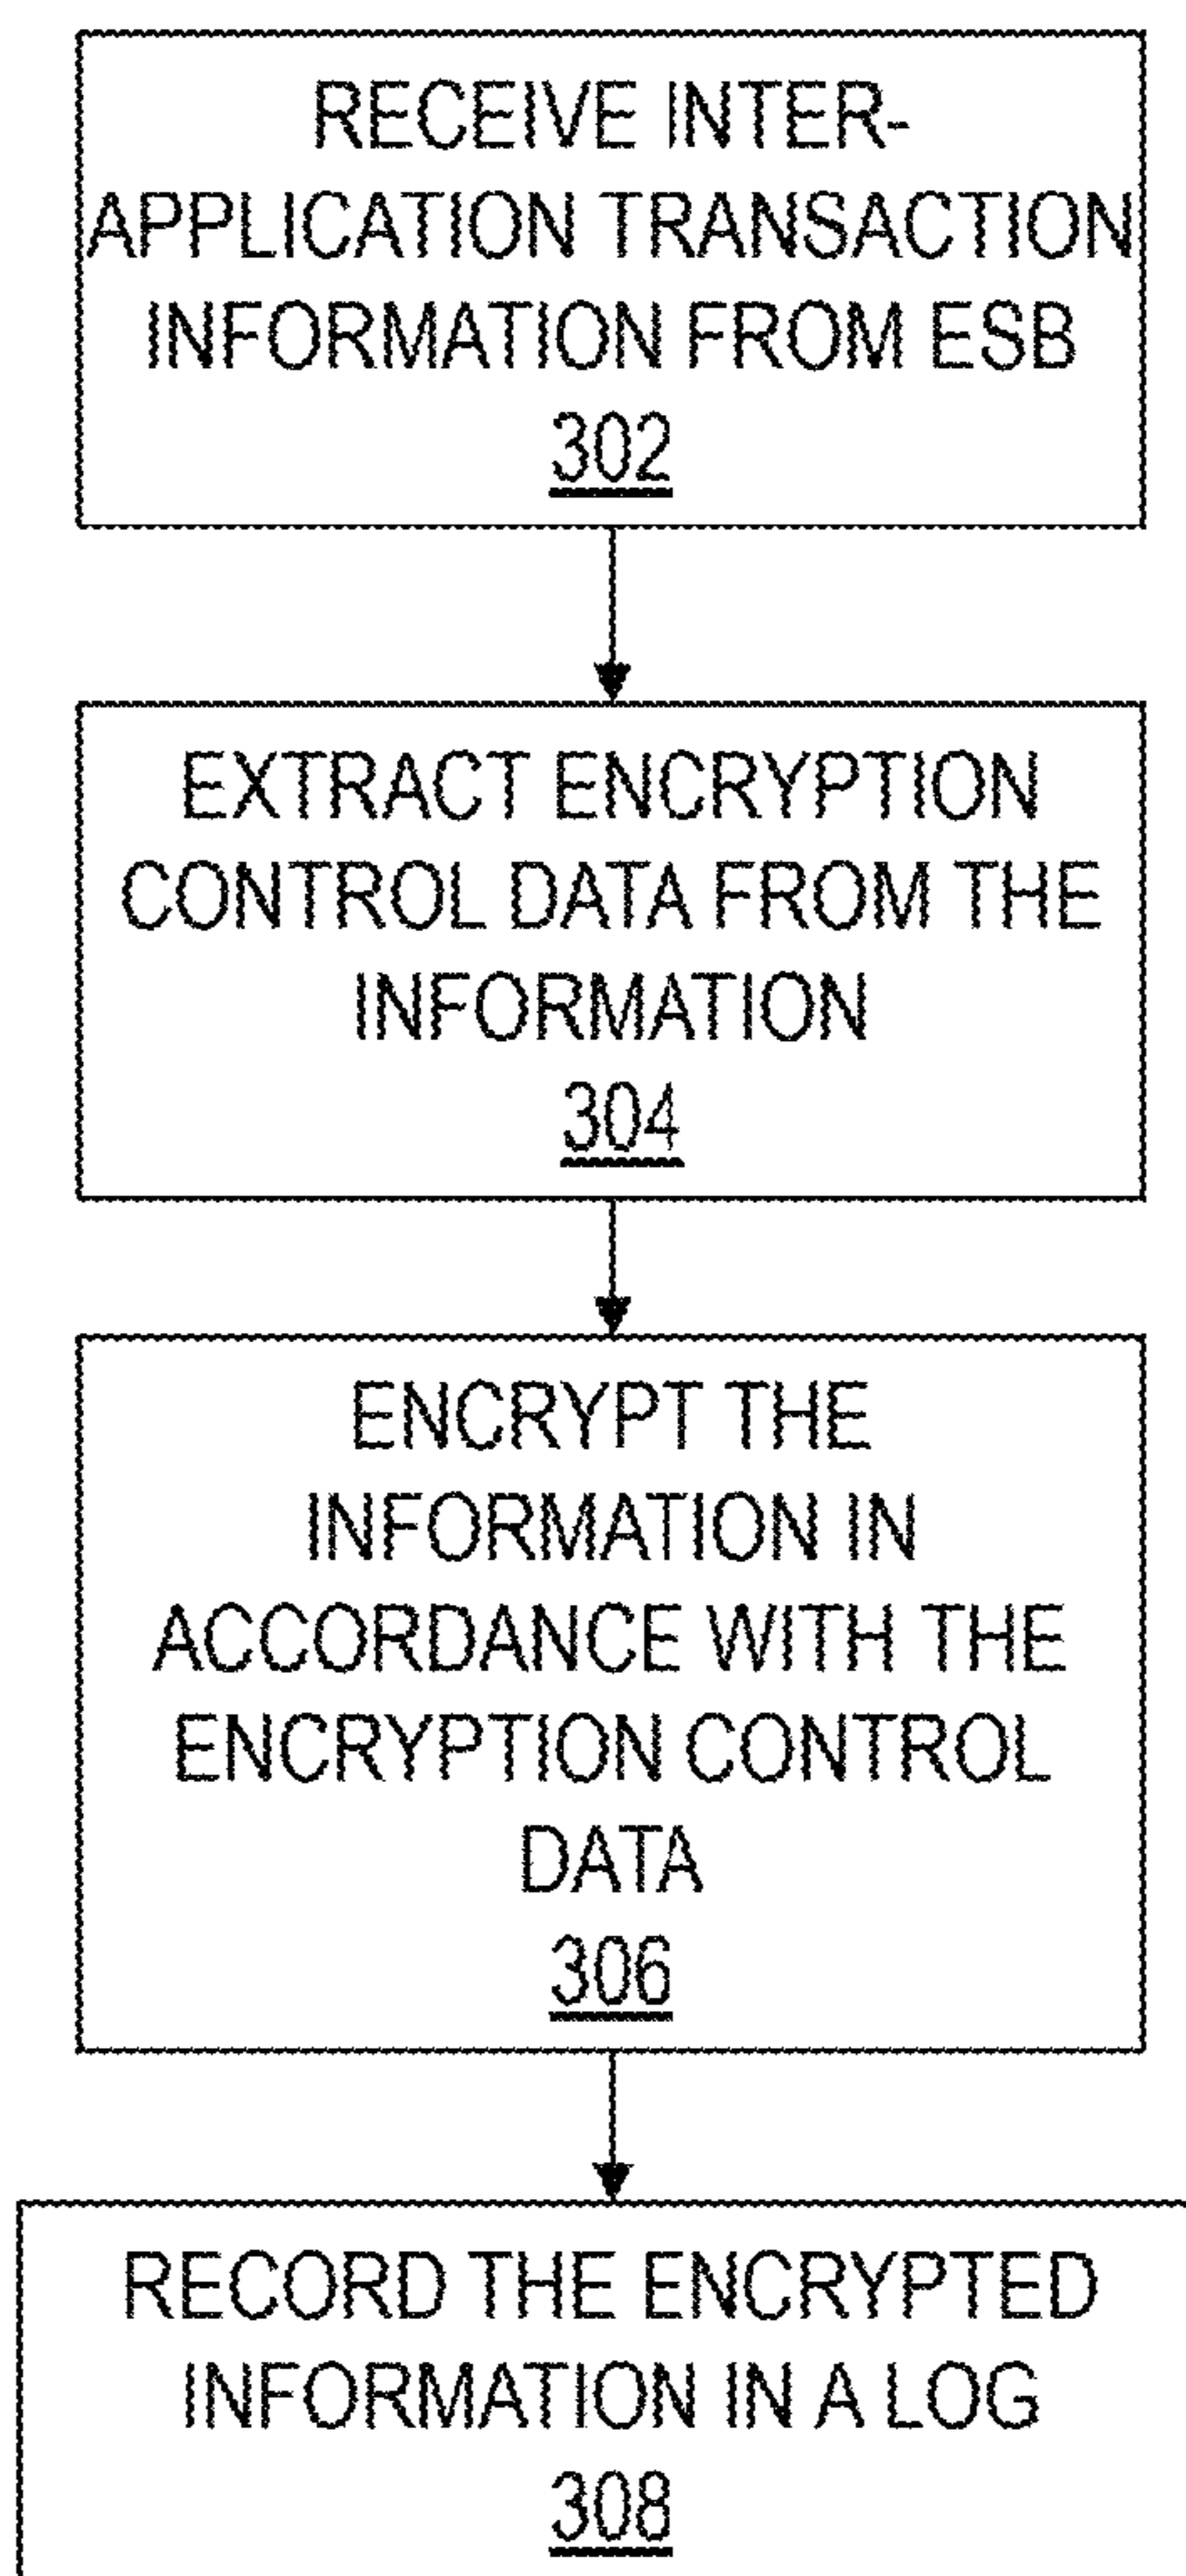 RECEIVE INTER-
APPLICATION TRANSACTION
INFORMATION FROM ESB
302
EXTRACT ENCRYPTION
CONTROL DATA FROM THE
INFORMATION
304
ENCRYPT THE
INFORMATION IN
ACCORDANCE WITH THE
ENCRYPTION CONTROL
DATA
306
RECORD THE ENCRYPTED
INFORMATION IN A LOG
308